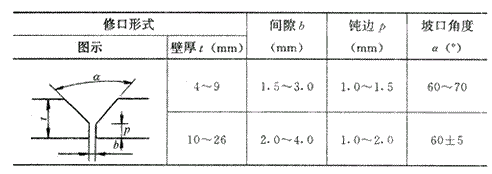 修口形式 间隙 b 钝边 p 坡口角度
图示 壁厚 t (mm) (mm) (mm) α (°)
α
t
p
b
4～9 1.5～3.0 1.0～1.5 60～70
10～26 2.0～4.0 1.0～2.0 60±5